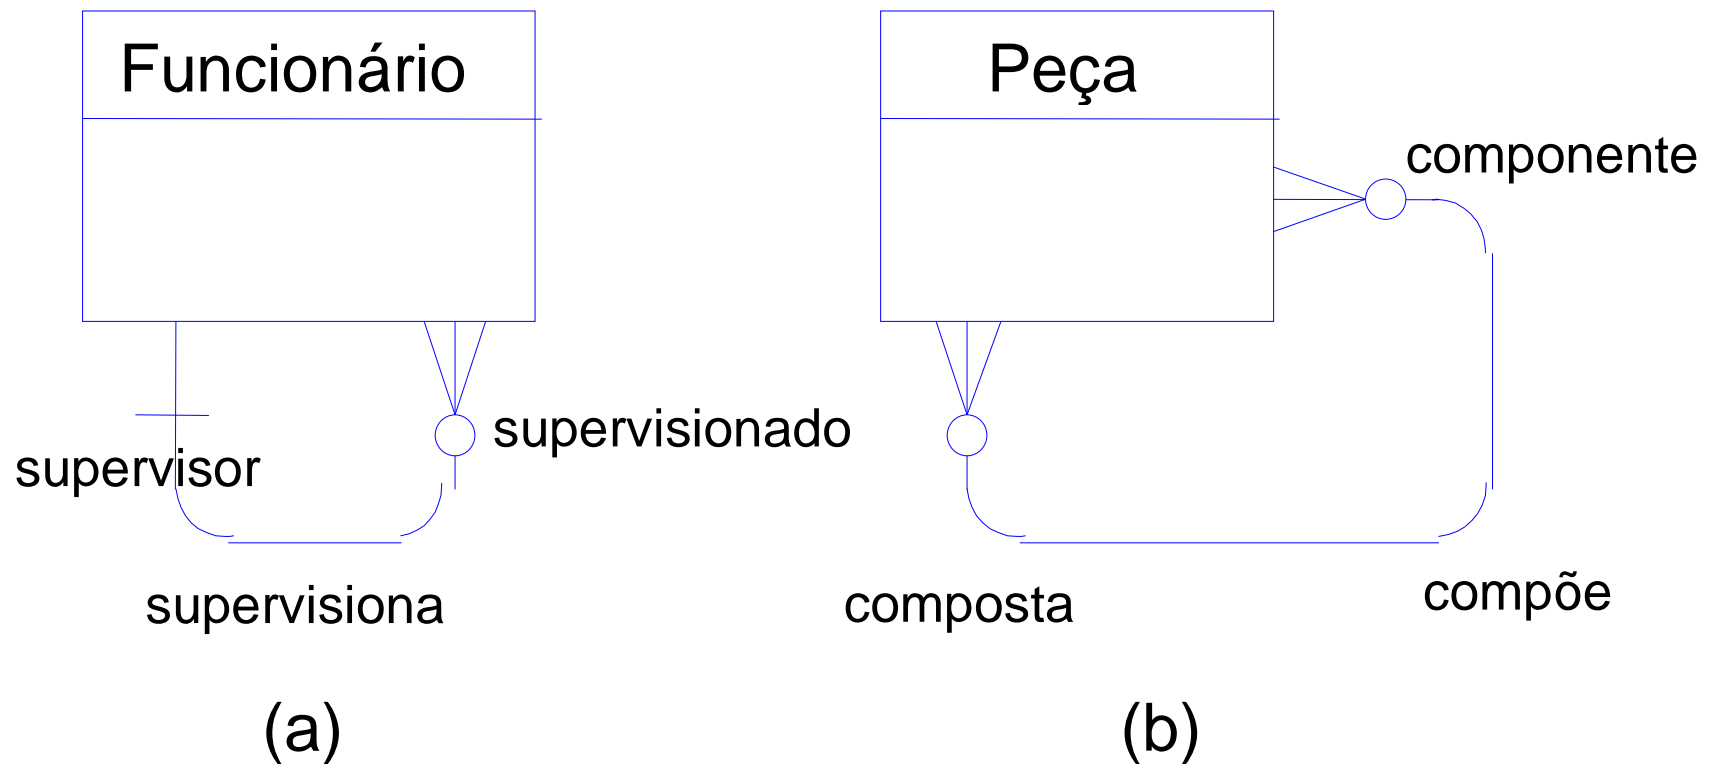 Funcionário
Peça
componente
supervisionado
supervisor
supervisiona
composta
compõe
(a)
(b)